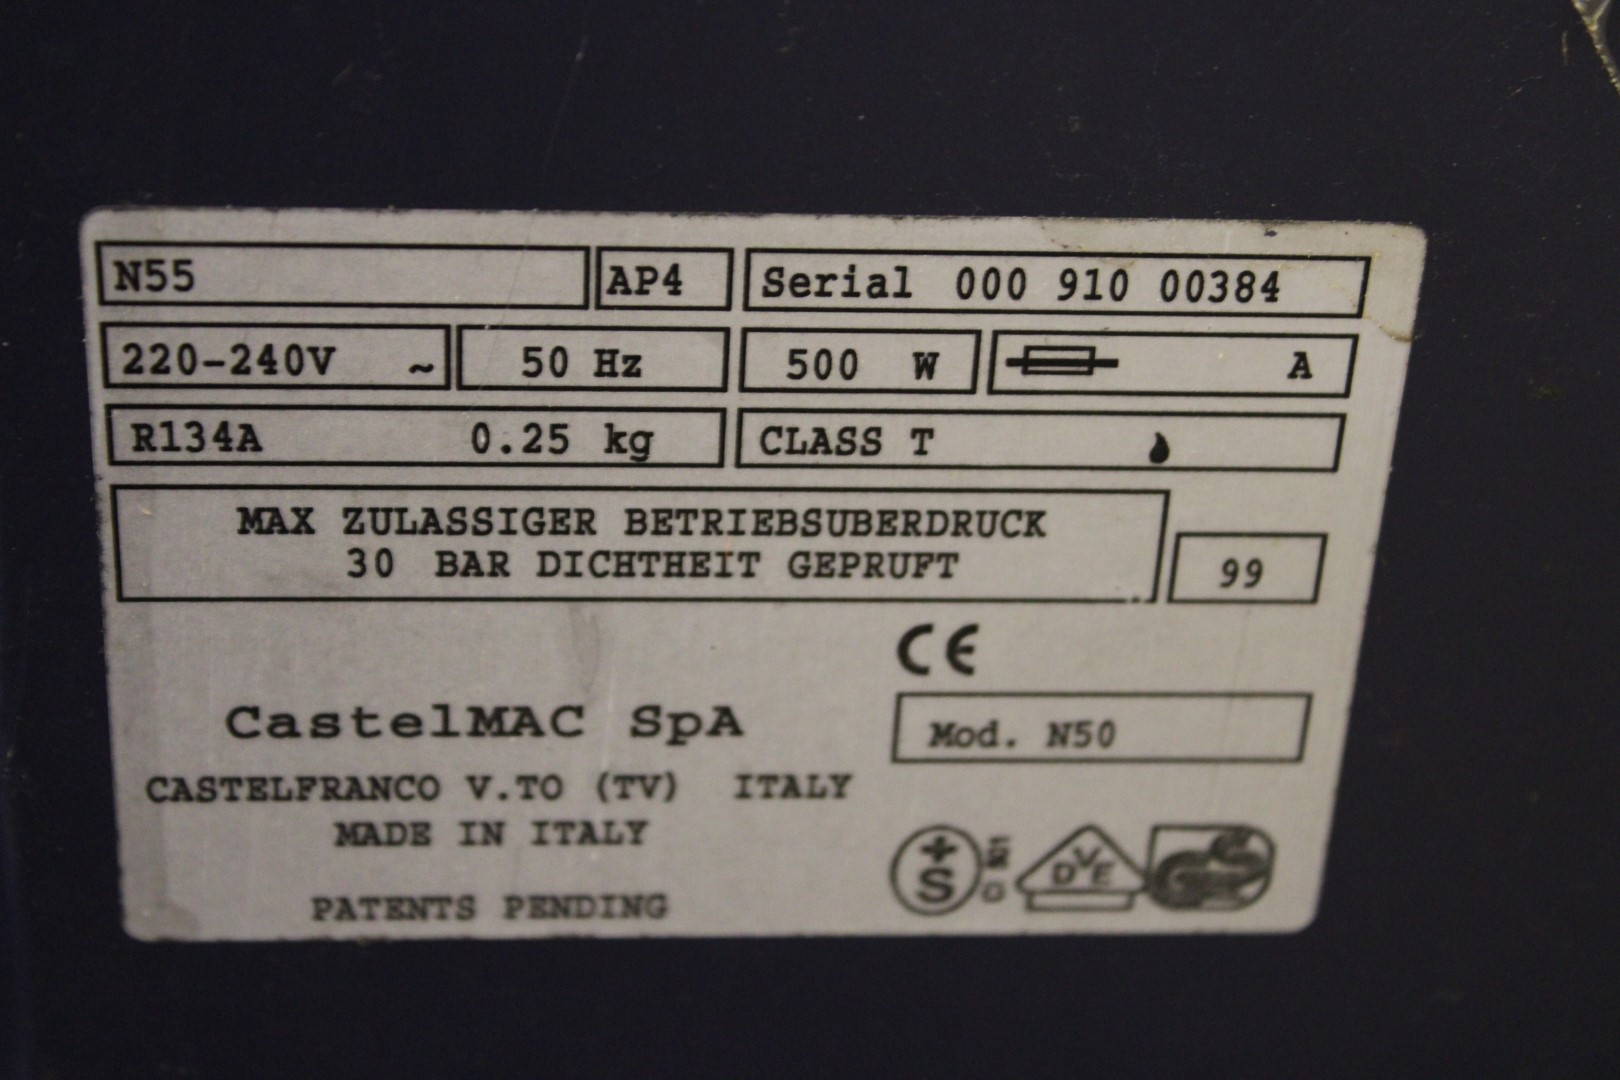 N55 AP4 Serial 000 910 00384
220-240V ~ 50 Hz 500 W A
R134A 0.25 kg CLASS T
MAX ZULASSIGER BETRIEBSUBERDRUCK
30 BAR DICHTHEIT GEPRUFT
99
CE
CastelMAC SpA
Mod. N50
CASTELFRANCO V.TO (TV) ITALY
MADE IN ITALY
+S DVE GS
PATENTS PENDING